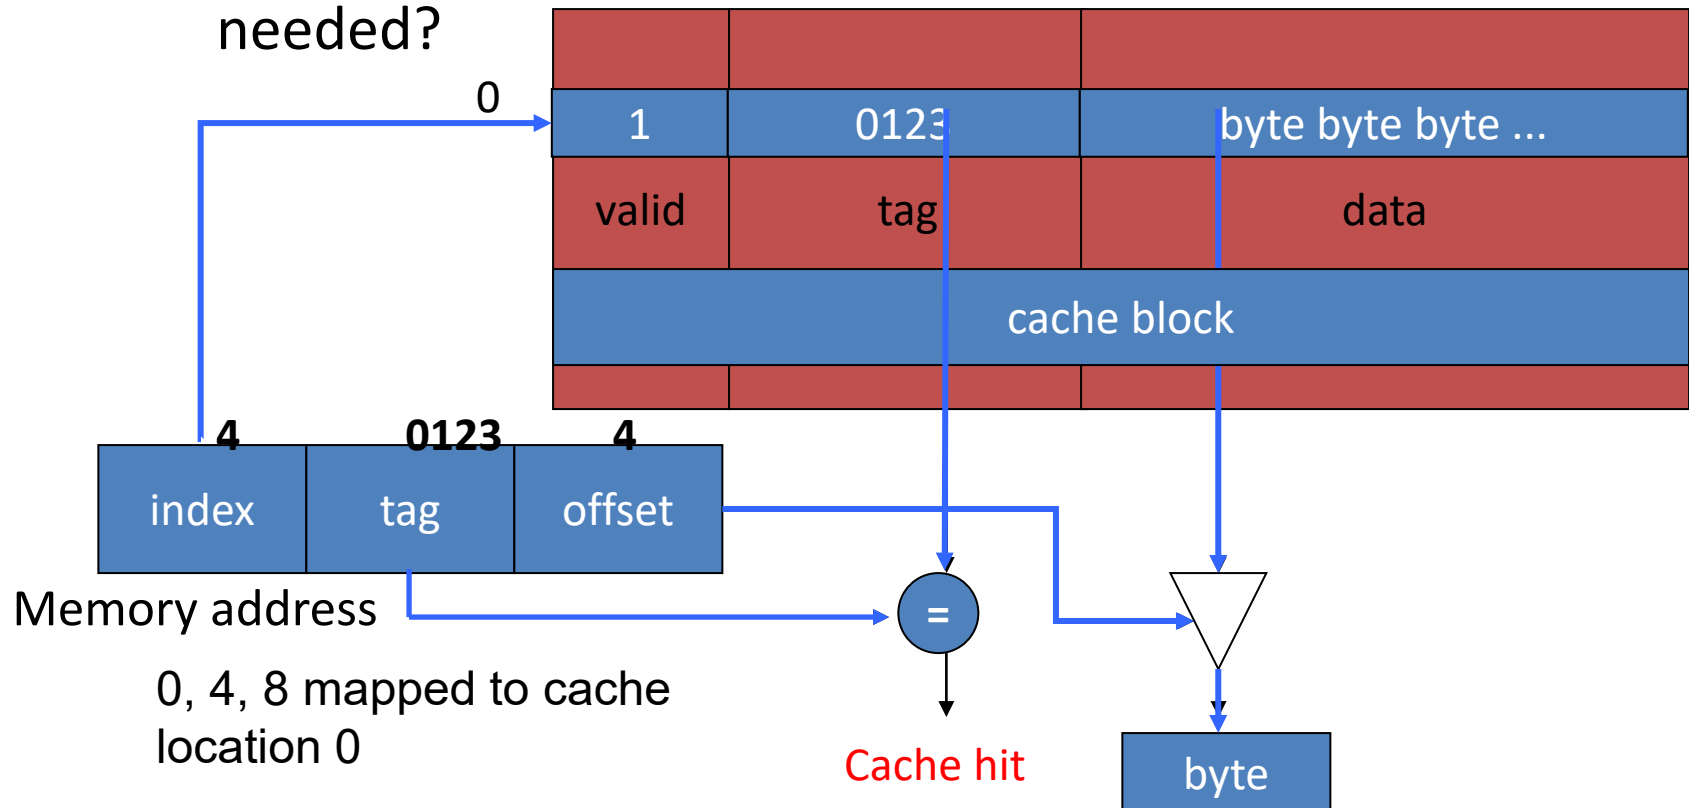 needed?
0
1 0123 byte byte byte ...
valid tag data
cache block
4 0123 4
index tag offset
Memory address
=
0, 4, 8 mapped to cache
location 0
Cache hit
byte